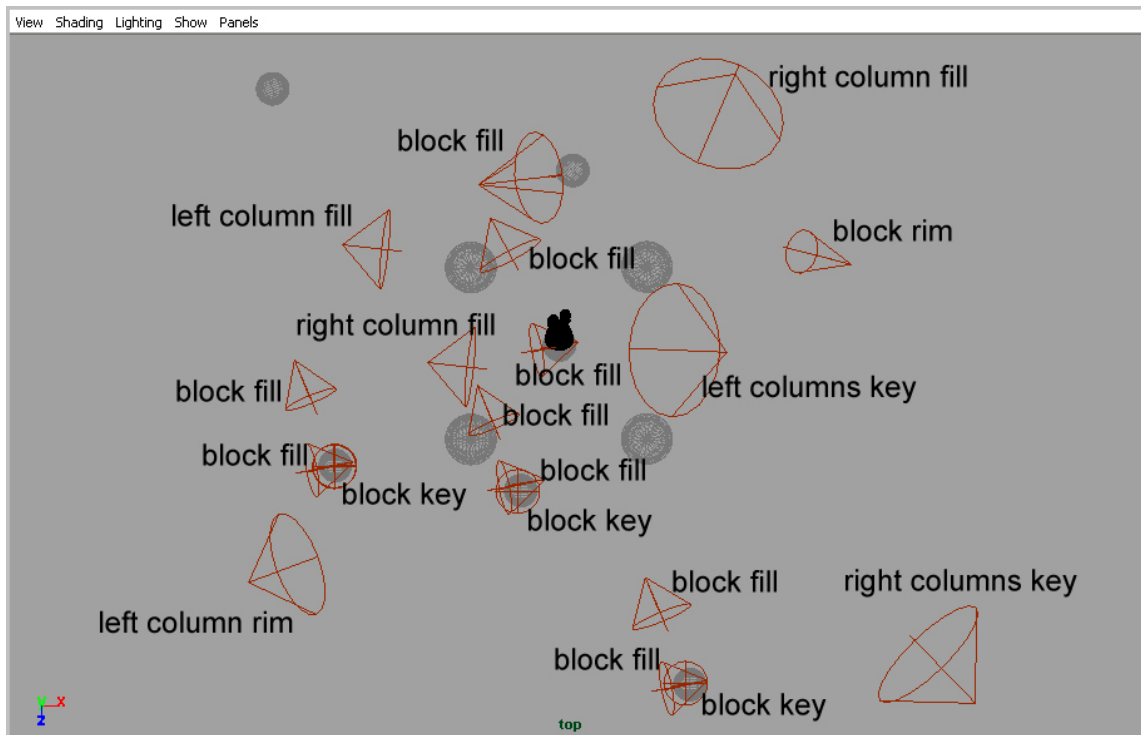 View Shading Lighting Show Panels
right column fill
block fill
left column fill
block rim
block fill
right column fill
block fill
left columns key
block fill
block fill
block fill
block fill
block key
block key
block fill
right columns key
left column rim
block fill
block key
Y X
Z
top